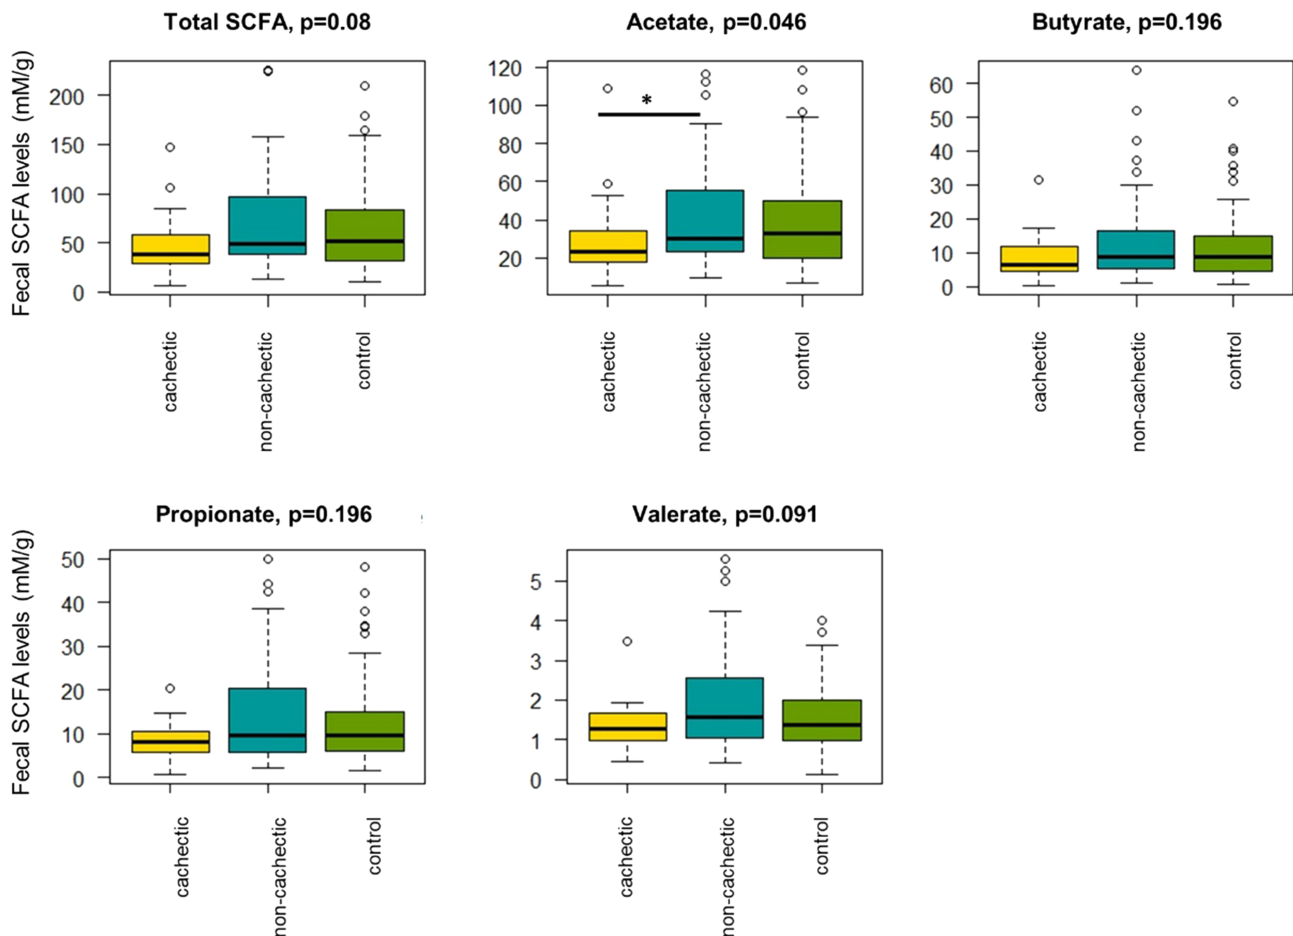 Total SCFA, p=0.08
Acetate, p=0.046
Butyrate, p=0.196
Fecal SCFA levels (mM/g)
200
150
100
50
0
cachectic
non-cachectic
control
120
100
80
60
40
20
*
cachectic
non-cachectic
control
60
50
40
30
20
10
0
cachectic
non-cachectic
control
Propionate, p=0.196
Valerate, p=0.091
Fecal SCFA levels (mM/g)
50
40
30
20
10
0
cachectic
non-cachectic
control
5
4
3
2
1
0
cachectic
non-cachectic
control